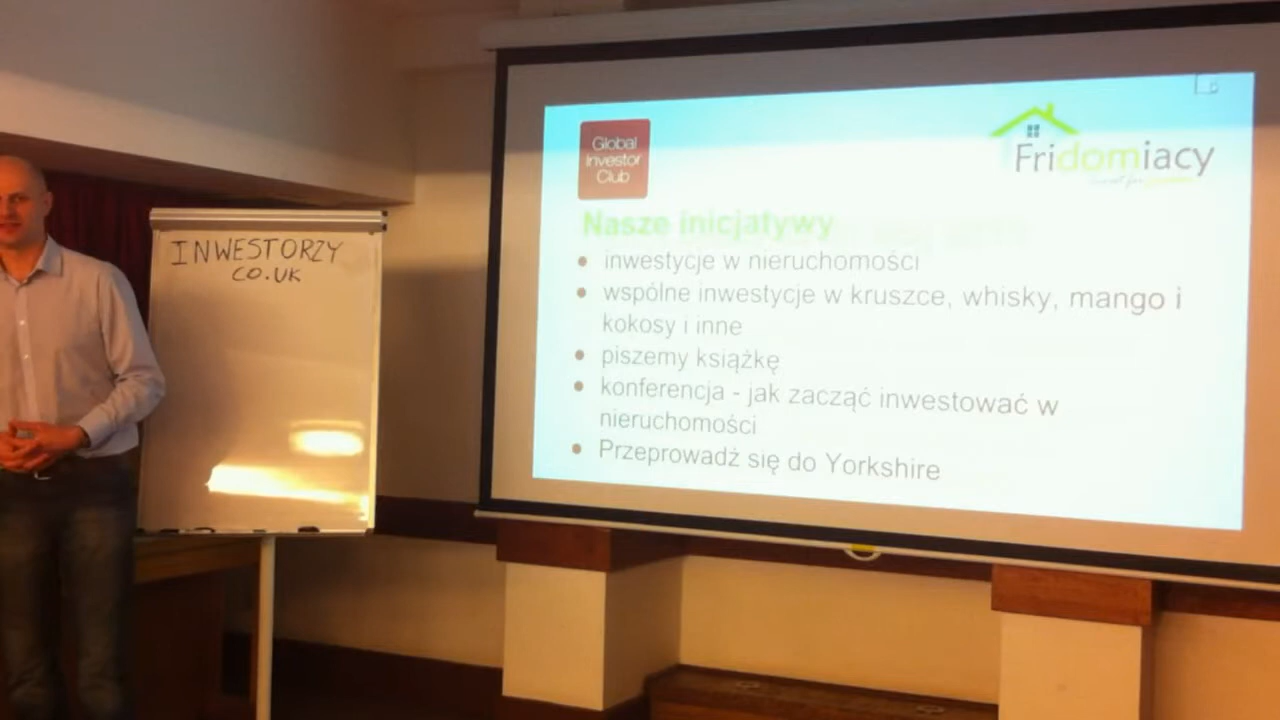 INWESTORZY
CO.UK
Global
Investor
Club
Fridomiacy
Nasze inicjatywy
inwestycje w nieruchomości
wspólne inwestycje w kruszce, whisky, mango i
kokosy i inne
piszemy książkę
konferencja - jak zacząć inwestować w
nieruchomości
Przeprowadź się do Yorkshire